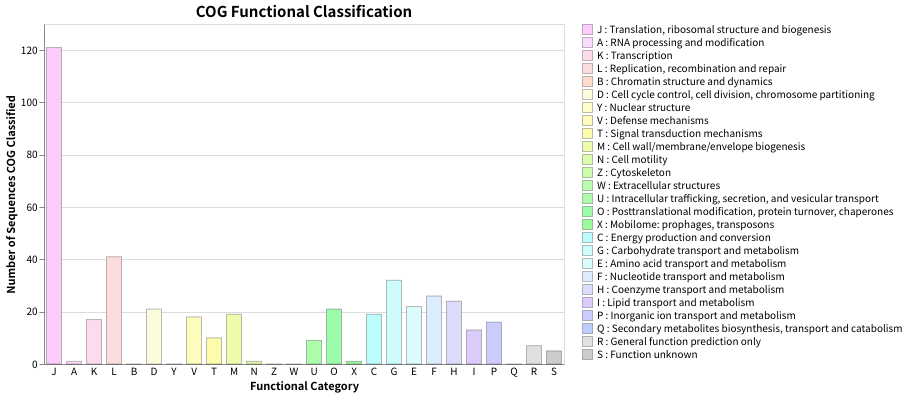 COG Functional Classification
120
100
80
60
40
20
0
Number of Sequences COG Classified
J A K L B D Y V T M N Z W U O X C G E F H I P Q R S
Functional Category
J : Translation, ribosomal structure and biogenesis
A : RNA processing and modification
K : Transcription
L : Replication, recombination and repair
B : Chromatin structure and dynamics
D : Cell cycle control, cell division, chromosome partitioning
Y : Nuclear structure
V : Defense mechanisms
T : Signal transduction mechanisms
M : Cell wall/membrane/envelope biogenesis
N : Cell motility
Z : Cytoskeleton
W : Extracellular structures
U : Intracellular trafficking, secretion, and vesicular transport
O : Posttranslational modification, protein turnover, chaperones
X : Mobilome: prophages, transposons
C : Energy production and conversion
G : Carbohydrate transport and metabolism
E : Amino acid transport and metabolism
F : Nucleotide transport and metabolism
H : Coenzyme transport and metabolism
I : Lipid transport and metabolism
P : Inorganic ion transport and metabolism
Q : Secondary metabolites biosynthesis, transport and catabolism
R : General function prediction only
S : Function unknown